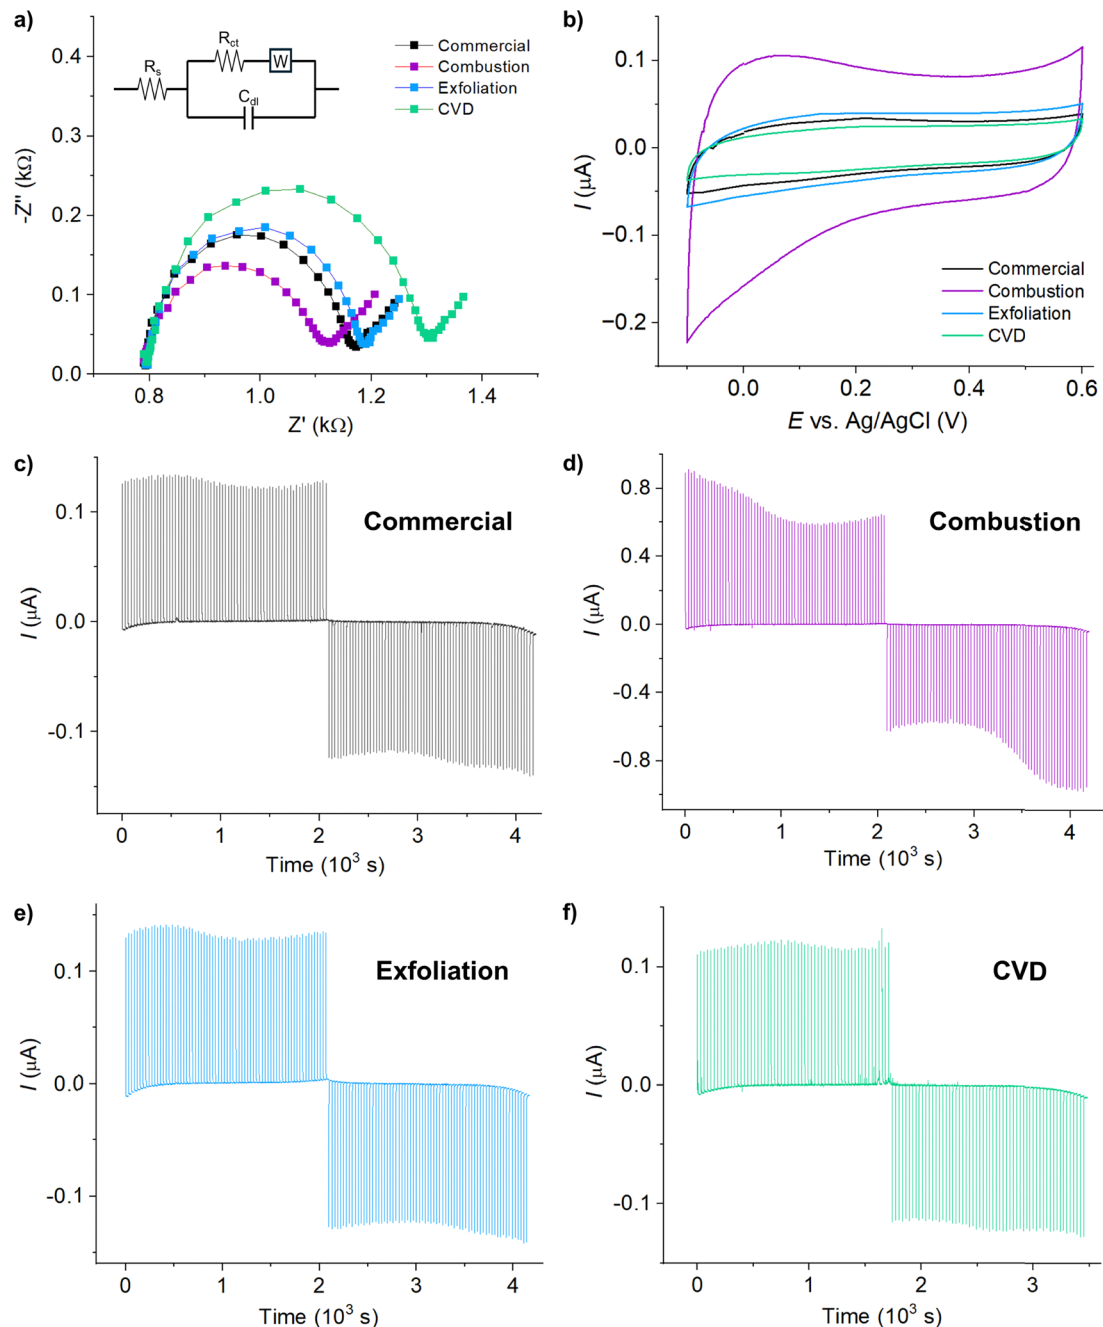 a)
0.4
0.3
0.2
0.1
0.0
-Z'' (kΩ)
0.8
1.0
1.2
1.4
Z' (kΩ)
R_s
R_ct
W
C_dl
Commercial
Combustion
Exfoliation
CVD
b)
0.1
0.0
−0.1
−0.2
I (μA)
0.0
0.2
0.4
0.6
E vs. Ag/AgCl (V)
Commercial
Combustion
Exfoliation
CVD
c)
Commercial
0.1
0.0
-0.1
I (μA)
0
1
2
3
4
Time (10³ s)
d)
Combustion
0.8
0.4
0.0
-0.4
-0.8
I (μA)
0
1
2
3
4
Time (10³ s)
e)
Exfoliation
0.1
0.0
-0.1
I (μA)
0
1
2
3
4
Time (10³ s)
f)
CVD
0.1
0.0
-0.1
I (μA)
0
1
2
3
Time (10³ s)